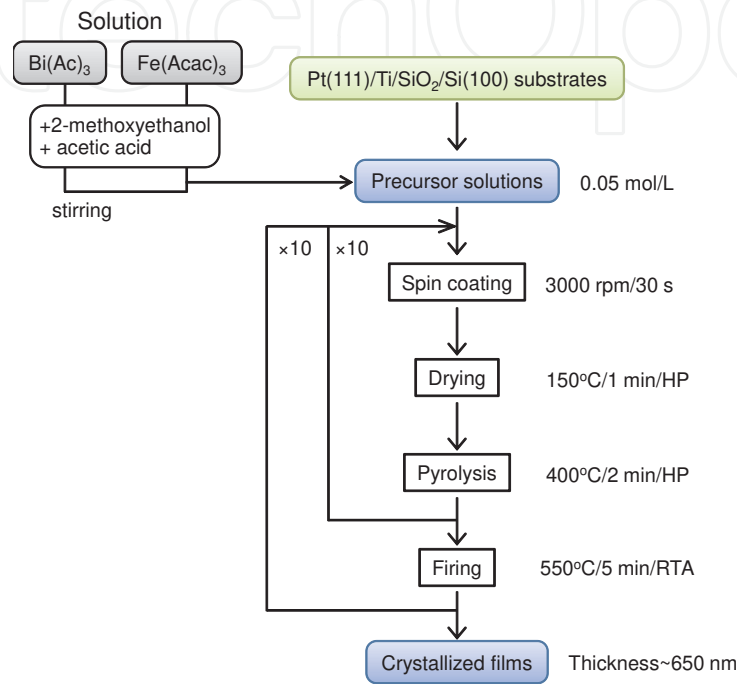 Solution
Bi(Ac)₃
Fe(Acac)₃
Pt(111)/Ti/SiO₂/Si(100) substrates
+2-methoxyethanol
+ acetic acid
Precursor solutions
0.05 mol/L
stirring
×10
×10
Spin coating
3000 rpm/30 s
Drying
150°C/1 min/HP
Pyrolysis
400°C/2 min/HP
Firing
550°C/5 min/RTA
Crystallized films
Thickness~650 nm